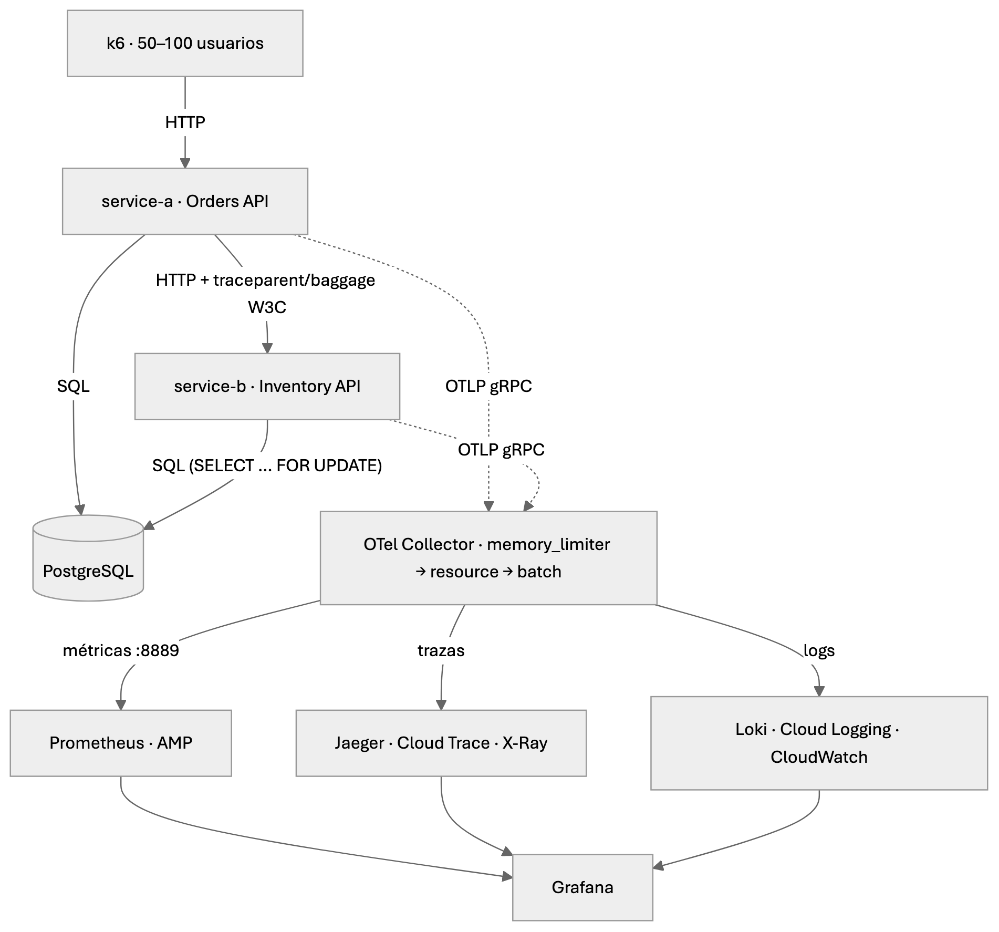 k6 · 50–100 usuarios
HTTP
service-a · Orders API
HTTP + traceparent/baggage
W3C
SQL
service-b · Inventory API
OTLP gRPC
OTLP gRPC
SQL (SELECT ... FOR UPDATE)
PostgreSQL
OTel Collector · memory_limiter
→ resource → batch
métricas :8889
trazas
logs
Prometheus · AMP
Jaeger · Cloud Trace · X-Ray
Loki · Cloud Logging ·
CloudWatch
Grafana